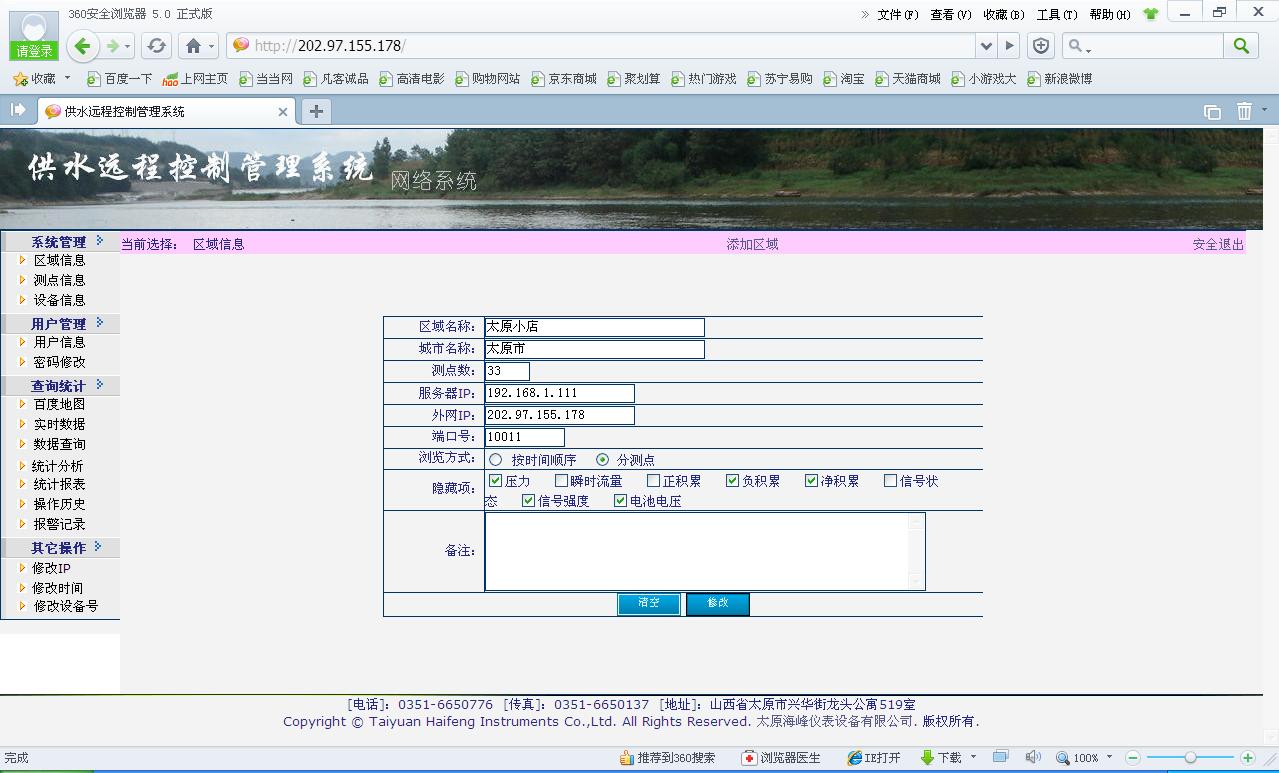 360安全浏览器 5.0 正式版
» 文件(F) 查看(V) 收藏(B) 工具(T) 帮助(H)
请登录
http://202.97.155.178/
收藏 百度一下 上网主页 当当网 凡客诚品 高清电影 购物网站 京东商城 聚划算 热门游戏 苏宁易购 淘宝 天猫商城 小游戏大 新浪微博
供水远程控制管理系统
供水远程控制管理系统 网络系统
当前选择： 区域信息 添加区域 安全退出
系统管理
区域信息
测点信息
设备信息
用户管理
用户信息
密码修改
查询统计
百度地图
实时数据
数据查询
统计分析
统计报表
操作历史
报警记录
其它操作
修改IP
修改时间
修改设备号
区域名称： 太原小店
城市名称： 太原市
测点数： 33
服务器IP： 192.168.1.111
外网IP： 202.97.155.178
端口号： 10011
浏览方式： 按时间顺序 分测点
隐藏项： 压力 瞬时流量 正积累 负积累 净积累 信号状
态 信号强度 电池电压
备注：
清空 修改
[电话]：0351-6650776 [传真]：0351-6650137 [地址]：山西省太原市兴华街龙头公寓519室
Copyright © Taiyuan Haifeng Instruments Co.,Ltd. All Rights Reserved. 太原海峰仪表设备有限公司. 版权所有.
完成 推荐到360搜索 浏览器医生 IE打开 下载 100%